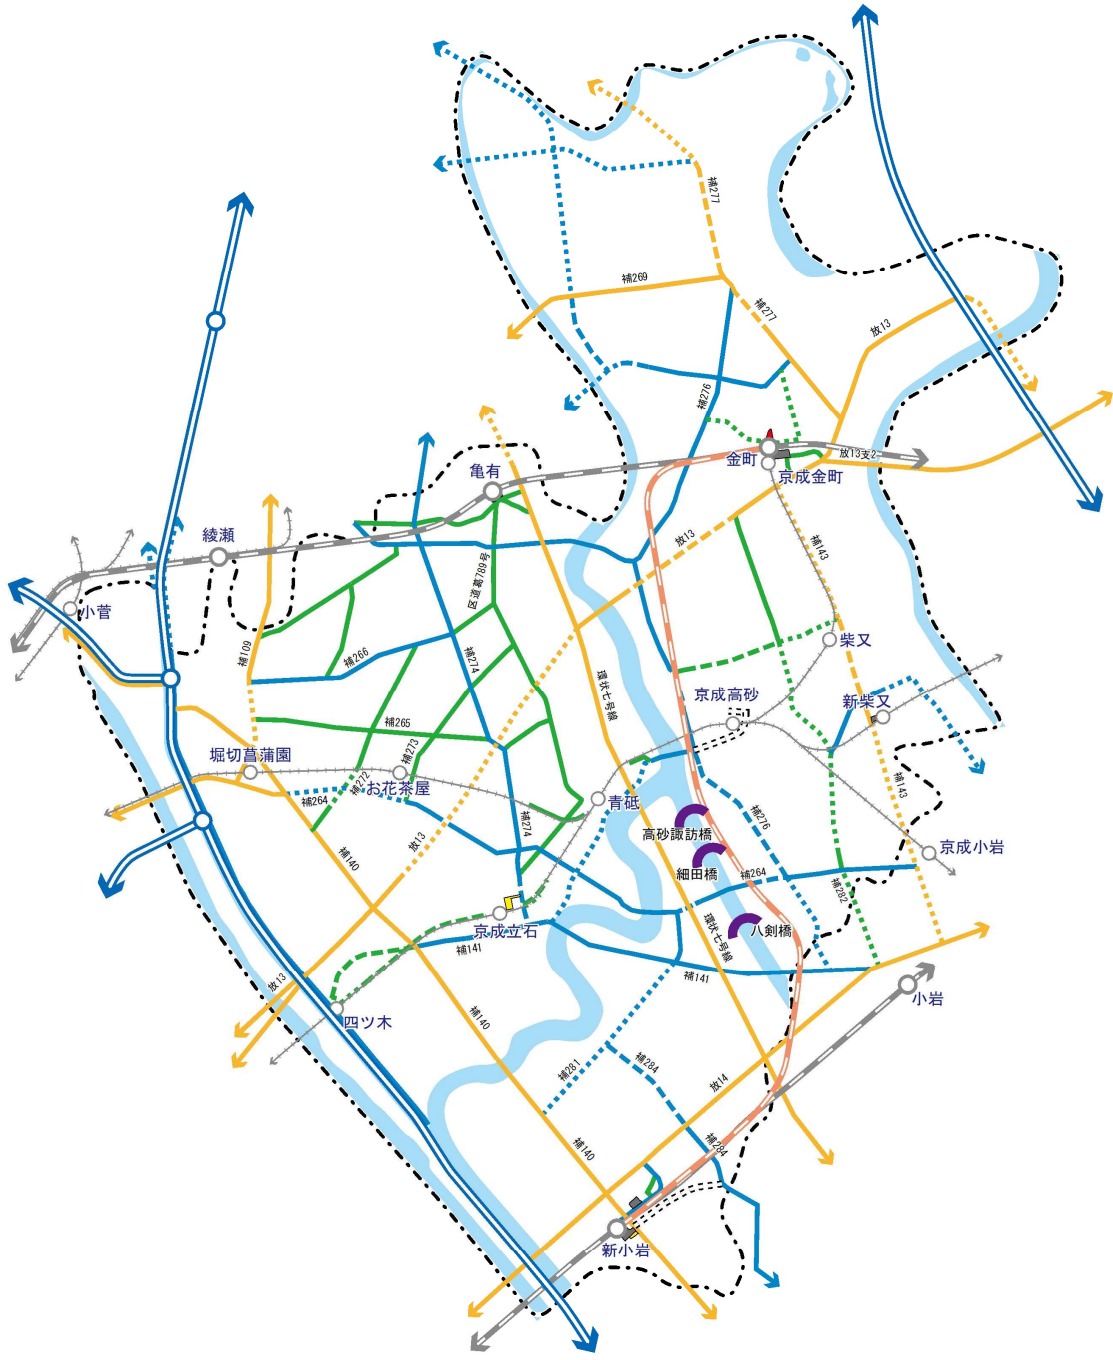 補277
補269
補277
放13
補276
金町
放13支2
京成金町
亀有
綾瀬
放13
補143
小菅
区道葛789号
柴又
補109
補266
補274
環状七号線
京成高砂
新柴又
補265
堀切菖蒲園
補273
補272
お花茶屋
補264
青砥
補143
補276
高砂諏訪橋
補274
放13
補140
京成小岩
細田橋
補264
補282
環状七号線
八剣橋
京成立石
補141
補141
放13
小岩
四ツ木
補140
補281
補284
放14
補140
補284
新小岩